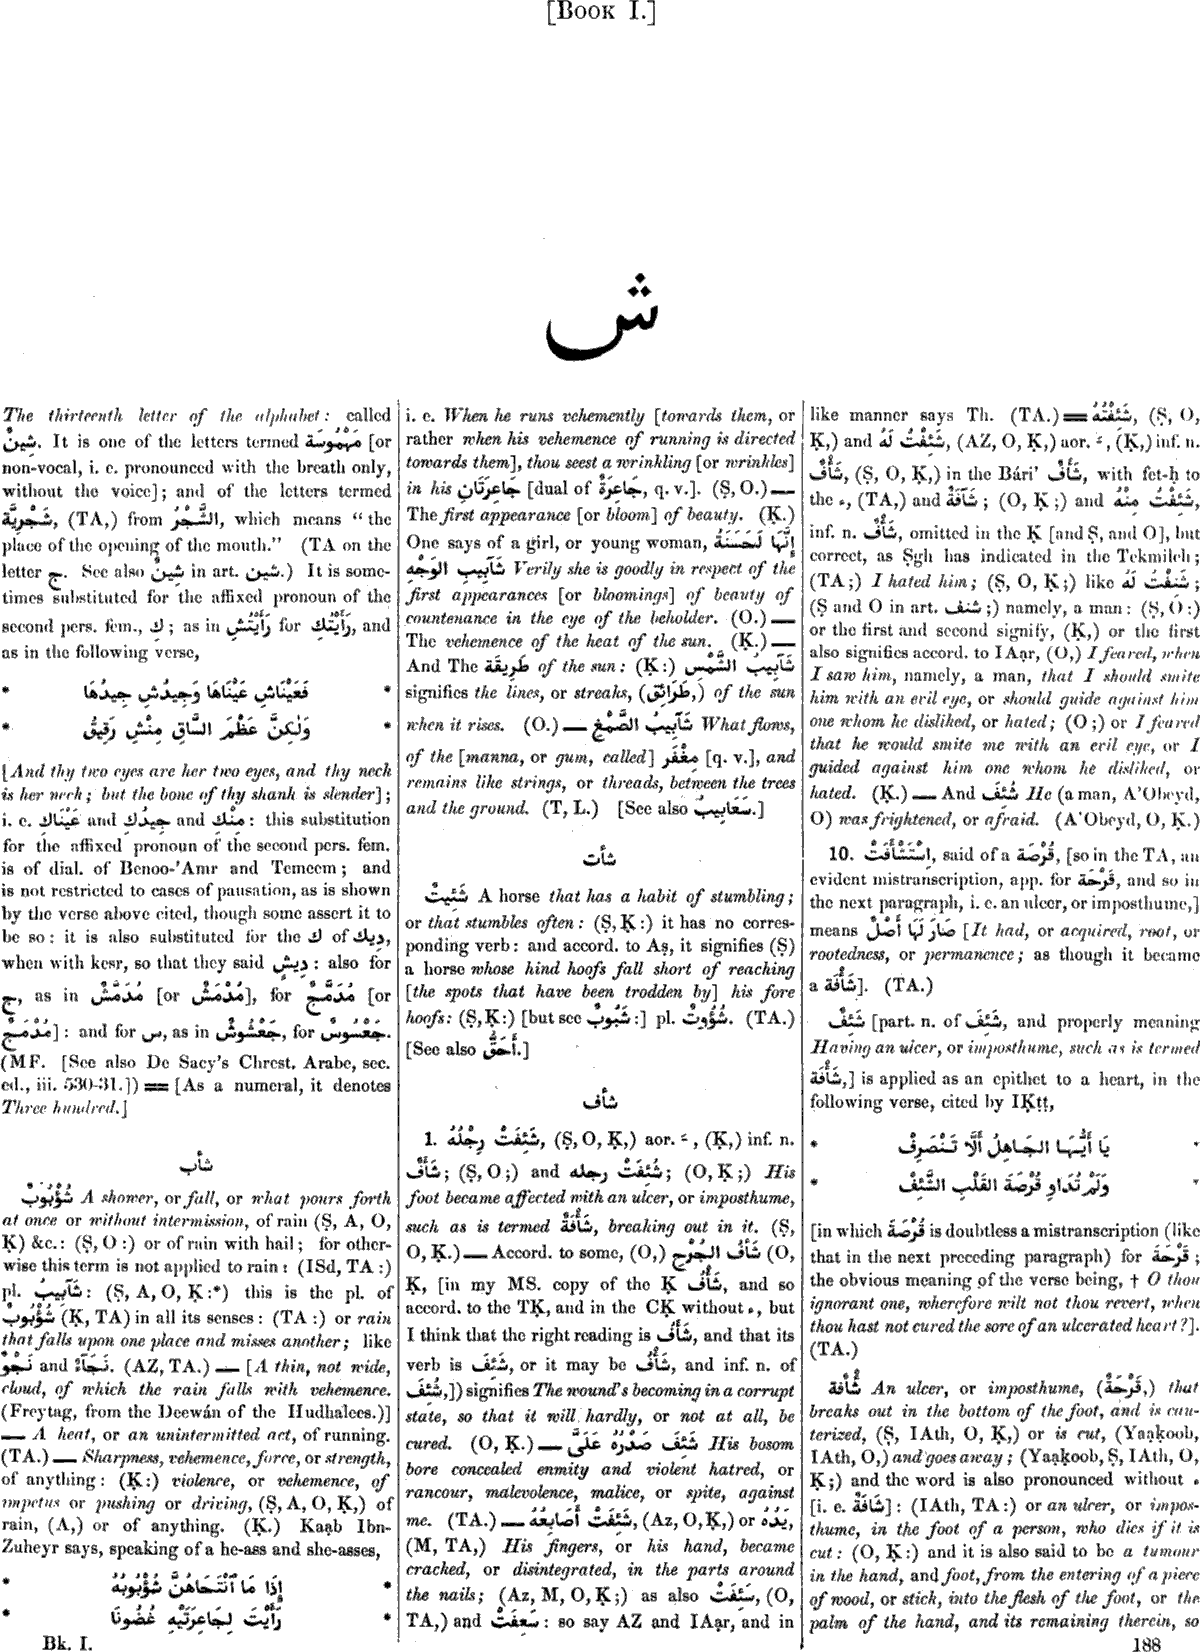 [BOOK I.]
ش
The thirteenth letter of the alphabet: called
شِينٌ. It is one of the letters termed مَهْمُوسَة [or
non-vocal, i. e. pronounced with the breath only,
without the voice]; and of the letters termed
شَجْرِيَّة, (TA,) from الشَّجْرُ, which means “the
place of the opening of the mouth.” (TA on the
letter ج. See also شِينٌ in art. شين.) It is some-
times substituted for the affixed pronoun of the
second pers. fem., كِ; as in رَأَيْتُشِ for رَأَيْتُكِ, and
as in the following verse,
* فَعَيْنَاشِ عَيْنَاهَا وَجِيدُشِ جِيدُهَا *
* وَلٰكِنَّ عَظْمَ السَّاقِ مِنْشِ رَقِيقُ *
[And thy two eyes are her two eyes, and thy neck
is her neck; but the bone of thy shank is slender];
i. e. عَيْنَاكِ and جِيدُكِ and مِنْكِ: this substitution
for the affixed pronoun of the second pers. fem.
is of dial. of Benoo-’Amr and Temeem; and
is not restricted to cases of pausation, as is shown
by the verse above cited, though some assert it to
be so: it is also substituted for the ك of دِيكٍ,
when with kesr, so that they said دِيشٍ: also for
ج, as in مُدَمَّشٌ [or مُدْمَشٌ], for مُدَمَّجٌ [or
مُدْمَجٌ]: and for س, as in جَعْشُوشٌ, for جَعْسُوسٌ.
(MF. [See also De Sacy’s Chrest. Arabe, sec.
ed., iii. 530-31.]) == [As a numeral, it denotes
Three hundred.]
شأب
شُؤْبُوبٌ A shower, or fall, or what pours forth
at once or without intermission, of rain (Ṣ, A, O,
Ḳ) &c.: (Ṣ, O:) or of rain with hail; for other-
wise this term is not applied to rain: (ISd, TA:)
pl. شَآبِيبُ: (Ṣ, A, O, Ḳ:*) this is the pl. of
شُؤْبُوبٌ (Ḳ, TA) in all its senses: (TA:) or rain
that falls upon one place and misses another; like
نَجْوٌ and نَجَآءٌ. (AZ, TA.) — [A thin, not wide,
cloud, of which the rain falls with vehemence.
(Freytag, from the Deewán of the Hudhalees.)]
— A heat, or an unintermitted act, of running.
(TA.) — Sharpness, vehemence, force, or strength,
of anything: (Ḳ:) violence, or vehemence, of
impetus or pushing or driving, (Ṣ, A, O, Ḳ,) of
rain, (A,) or of anything. (Ḳ.) Kaạb Ibn-
Zuheyr says, speaking of a he-ass and she-asses,
* إِذَا مَا ٱنْتَحَاهُنَّ شُؤْبُوبُهُ *
* رَأَيْتَ لِجَاعِرَتَيْهِ غُضُونَا *
Bk. I.
i. e. When he runs vehemently [towards them, or
rather when his vehemence of running is directed
towards them], thou seest a wrinkling [or wrinkles]
in his جَاعِرَتَانِ [dual of جَاعِرَةٌ, q. v.]. (Ṣ, O.) —
The first appearance [or bloom] of beauty. (Ḳ.)
One says of a girl, or young woman, إِنَّهَا لَحَسَنَةُ
شَآبِيبِ الوَجْهِ Verily she is goodly in respect of the
first appearances [or bloomings] of beauty of
countenance in the eye of the beholder. (O.) —
The vehemence of the heat of the sun. (Ḳ.) —
And The طَرِيقَة of the sun: (Ḳ:) شَآبِيبُ الشَّمْسِ
signifies the lines, or streaks, (طَرَائِق,) of the sun
when it rises. (O.) — شَآبِيبُ الصَّمْغِ What flows,
of the [manna, or gum, called] مِغْفَر [q. v.], and
remains like strings, or threads, between the trees
and the ground. (T, L.) [See also سَعَابِيبُ.]
شأت
شَئِيتٌ A horse that has a habit of stumbling;
or that stumbles often: (Ṣ, Ḳ:) it has no corres-
ponding verb: and accord. to Aṣ, it signifies (Ṣ)
a horse whose hind hoofs fall short of reaching
[the spots that have been trodden by] his fore
hoofs: (Ṣ, Ḳ:) [but see شَبُوبٌ:] pl. شُؤُوتٌ. (TA.)
[See also أَحَقُّ.]
شأف
1. شَئِفَتْ رِجْلُهُ, (Ṣ, O, Ḳ,) aor. ـَ , (Ḳ,) inf. n.
شَأَفٌ; (Ṣ, O;) and شُئِفَتْ رجله; (O, Ḳ;) His
foot became affected with an ulcer, or imposthume,
such as is termed شَأْفَةٌ, breaking out in it. (Ṣ,
O, Ḳ.) — Accord. to some, (O,) شَأَفُ الجُرْحِ (O,
Ḳ, [in my MS. copy of the Ḳ شَأْف, and so
accord. to the TḲ, and in the CḲ without ء, but
I think that the right reading is شَأَف, and that its
verb is شَئِفَ, or it may be شَأْف, and inf. n. of
شُئِفَ,]) signifies The wound’s becoming in a corrupt
state, so that it will hardly, or not at all, be
cured. (O, Ḳ.) — شَئِفَ صَدْرُهُ عَلَىَّ His bosom
bore concealed enmity and violent hatred, or
rancour, malevolence, malice, or spite, against
me. (TA.) — شَئِفَتْ أَصَابِعُهُ, (Az, O, Ḳ,) or يَدُهُ,
(M, TA,) His fingers, or his hand, became
cracked, or disintegrated, in the parts around
the nails; (Az, M, O, Ḳ;) as also سَئِفَتْ, (O,
TA,) and سَعِفَتْ: so say AZ and IAạr, and in
like manner says Th. (TA.) == شَئِفْتُهُ, (Ṣ, O,
Ḳ,) and شَئِفْتُ لَهُ, (AZ, O, Ḳ,) aor. ـَ , (Ḳ,) inf. n.
شَأْفٌ, (Ṣ, O, Ḳ,) in the Bári’ شَأَفٌ, with fet-ḥ to
the ء, (TA,) and شَآفَةٌ; (O, Ḳ;) and شَئِفْتُ مِنْهُ,
inf. n. شَأْفٌ, omitted in the Ḳ [and Ṣ, and O], but
correct, as Ṣgh has indicated in the Tekmileh;
(TA;) I hated him; (Ṣ, O, Ḳ;) like شَنِفْتُ لَهُ;
(Ṣ and O in art. شنف;) namely, a man: (Ṣ, O:)
or the first and second signify, (Ḳ,) or the first
also signifies accord. to IAạr, (O,) I feared, when
I saw him, namely, a man, that I should smite
him with an evil eye, or should guide against him
one whom he disliked, or hated; (O;) or I feared
that he would smite me with an evil eye, or I
guided against him one whom he disliked, or
hated. (Ḳ.) — And شُئِفَ He (a man, A’Obeyd,
O) was frightened, or afraid. (A’Obeyd, O, Ḳ.)
10. اِسْتَشْأَفَتْ, said of a قُرْصَة, [so in the TA, an
evident mistranscription, app. for قَرْحَة, and so in
the next paragraph, i. e. an ulcer, or imposthume,]
means صَارَ لَهَا أَصْلٌ [It had, or acquired, root, or
rootedness, or permanence; as though it became
a شَأْفَة]. (TA.)
شَئِفٌ [part. n. of شَئِفَ, and properly meaning
Having an ulcer, or imposthume, such as is termed
شَأْفَة,] is applied as an epithet to a heart, in the
following verse, cited by IḲṭṭ,
* يَا أَيُّهَا الجَاهِلُ أَلَّا تَنْصَرِفْ *
* وَلَمْ تُدَاوِ قُرْصَةَ القَلْبِ الشَّئِفْ *
[in which قُرْصَة is doubtless a mistranscription (like
that in the next preceding paragraph) for قَرْحَة;
the obvious meaning of the verse being, † O thou
ignorant one, wherefore wilt not thou revert, when
thou hast not cured the sore of an ulcerated heart?].
(TA.)
شَأْفَةٌ An ulcer, or imposthume, (قَرْحَةٌ,) that
breaks out in the bottom of the foot, and is cau-
terized, (Ṣ, IAth, O, Ḳ,) or is cut, (Yaạḳoob,
IAth, O,) and goes away; (Yaạḳoob, Ṣ, IAth, O,
Ḳ;) and the word is also pronounced without ء
[i. e. شَافَةٌ]: (IAth, TA:) or an ulcer, or impos-
thume, in the foot of a person, who dies if it is
cut: (O, Ḳ:) and it is also said to be a tumour
in the hand, and foot, from the entering of a piece
of wood, or stick, into the flesh of the foot, or the
palm of the hand, and its remaining therein, so
188